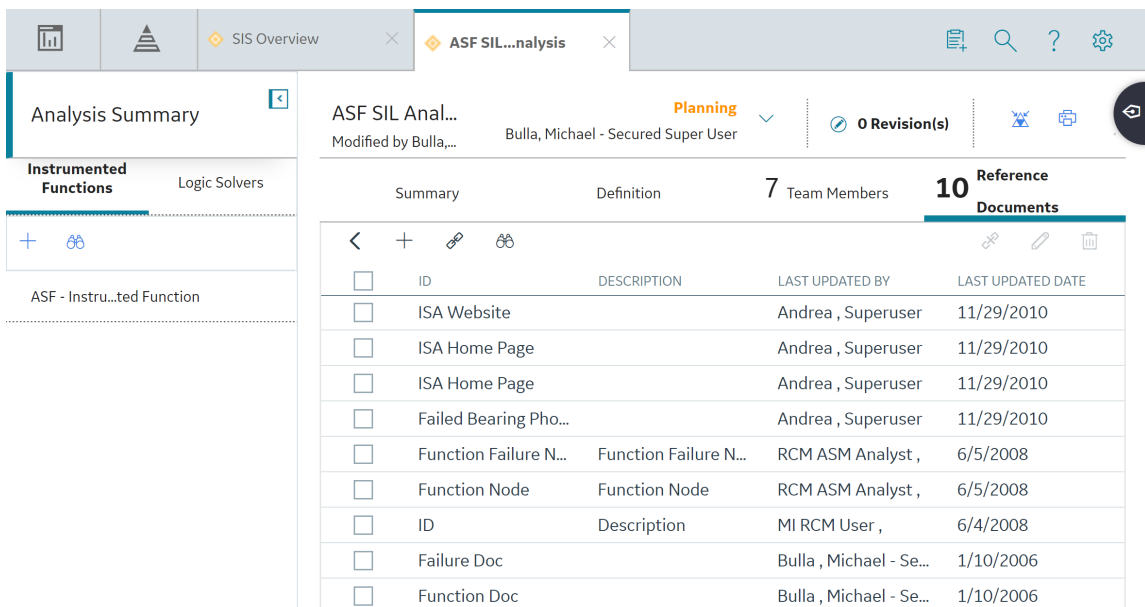 SIS Overview
ASF SIL...nalysis
Analysis Summary
Instrumented
Functions
Logic Solvers
ASF - Instru...ted Function
ASF SIL Anal...
Modified by Bulla,...
Planning
Bulla, Michael - Secured Super User
0 Revision(s)
Summary
Definition
7 Team Members
10 Reference
Documents
ID DESCRIPTION LAST UPDATED BY LAST UPDATED DATE
ISA Website Andrea , Superuser 11/29/2010
ISA Home Page Andrea , Superuser 11/29/2010
ISA Home Page Andrea , Superuser 11/29/2010
Failed Bearing Pho... Andrea , Superuser 11/29/2010
Function Failure N... Function Failure N... RCM ASM Analyst , 6/5/2008
Function Node Function Node RCM ASM Analyst , 6/5/2008
ID Description MI RCM User , 6/4/2008
Failure Doc Bulla , Michael - Se... 1/10/2006
Function Doc Bulla , Michael - Se... 1/10/2006